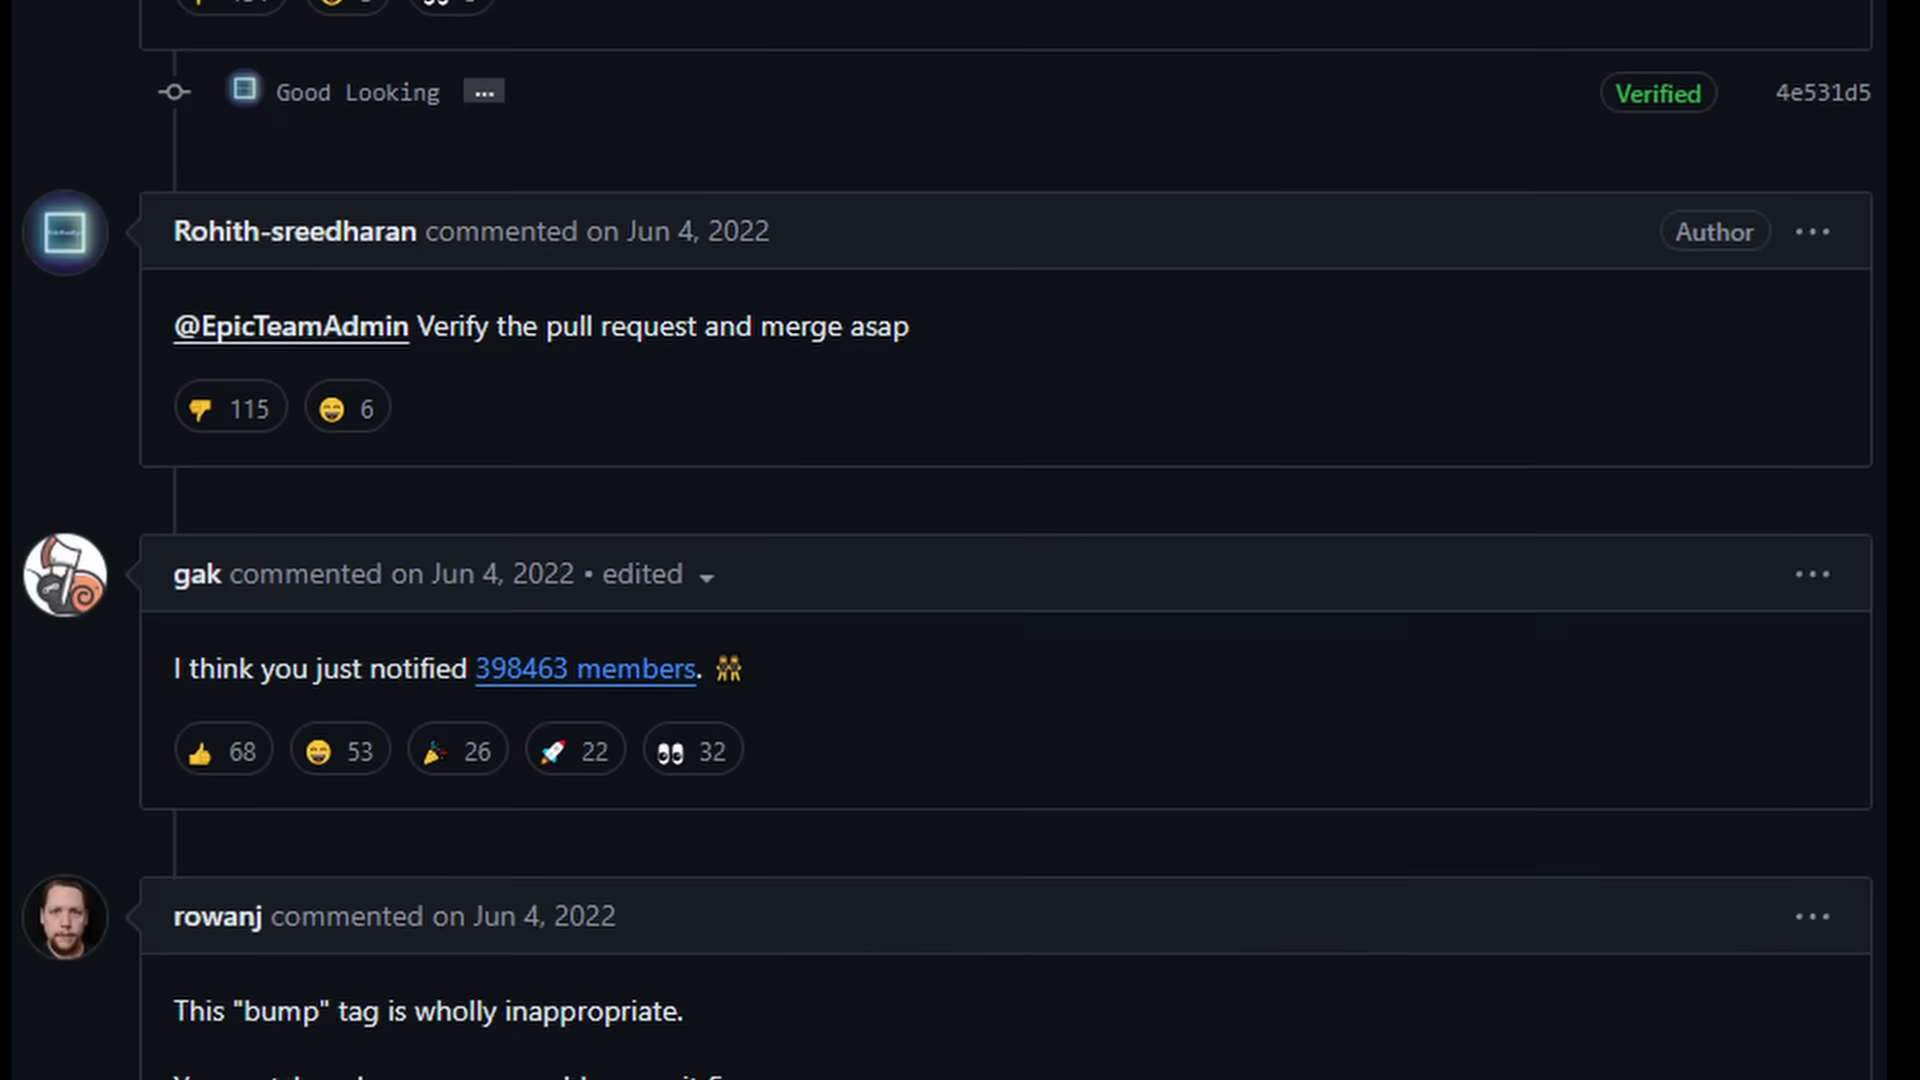 Good Looking ...
Verified
4e531d5
Rohith-sreedharan commented on Jun 4, 2022
Author
@EpicTeamAdmin Verify the pull request and merge asap
115
6
gak commented on Jun 4, 2022 • edited
I think you just notified 398463 members.
68 53 26 22 32
rowanj commented on Jun 4, 2022
This "bump" tag is wholly inappropriate.